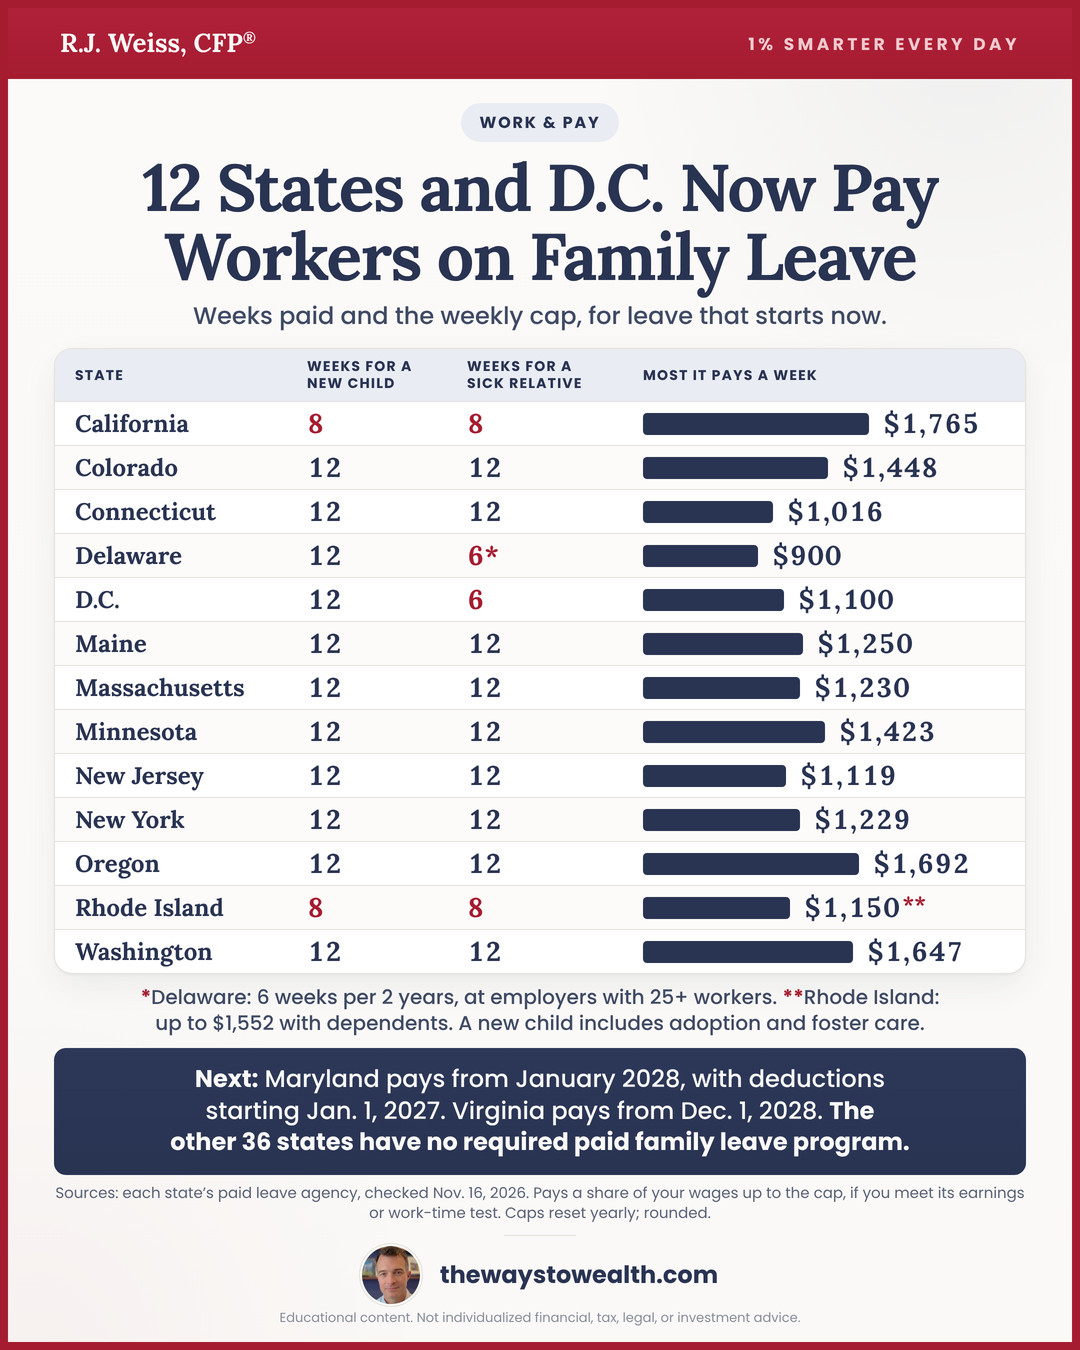 R.J. Weiss, CFP®
1% SMARTER EVERY DAY
WORK & PAY
12 States and D.C. Now Pay
Workers on Family Leave
Weeks paid and the weekly cap, for leave that starts now.
STATE
WEEKS FOR A
NEW CHILD
WEEKS FOR A
SICK RELATIVE
MOST IT PAYS A WEEK
California 8 8 $1,765
Colorado 12 12 $1,448
Connecticut 12 12 $1,016
Delaware 12 6* $900
D.C. 12 6 $1,100
Maine 12 12 $1,250
Massachusetts 12 12 $1,230
Minnesota 12 12 $1,423
New Jersey 12 12 $1,119
New York 12 12 $1,229
Oregon 12 12 $1,692
Rhode Island 8 8 $1,150**
Washington 12 12 $1,647
*Delaware: 6 weeks per 2 years, at employers with 25+ workers. **Rhode Island:
up to $1,552 with dependents. A new child includes adoption and foster care.
Next: Maryland pays from January 2028, with deductions
starting Jan. 1, 2027. Virginia pays from Dec. 1, 2028. The
other 36 states have no required paid family leave program.
Sources: each state's paid leave agency, checked Nov. 16, 2026. Pays a share of your wages up to the cap, if you meet its earnings
or work-time test. Caps reset yearly; rounded.
thewaystowealth.com
Educational content. Not individualized financial, tax, legal, or investment advice.